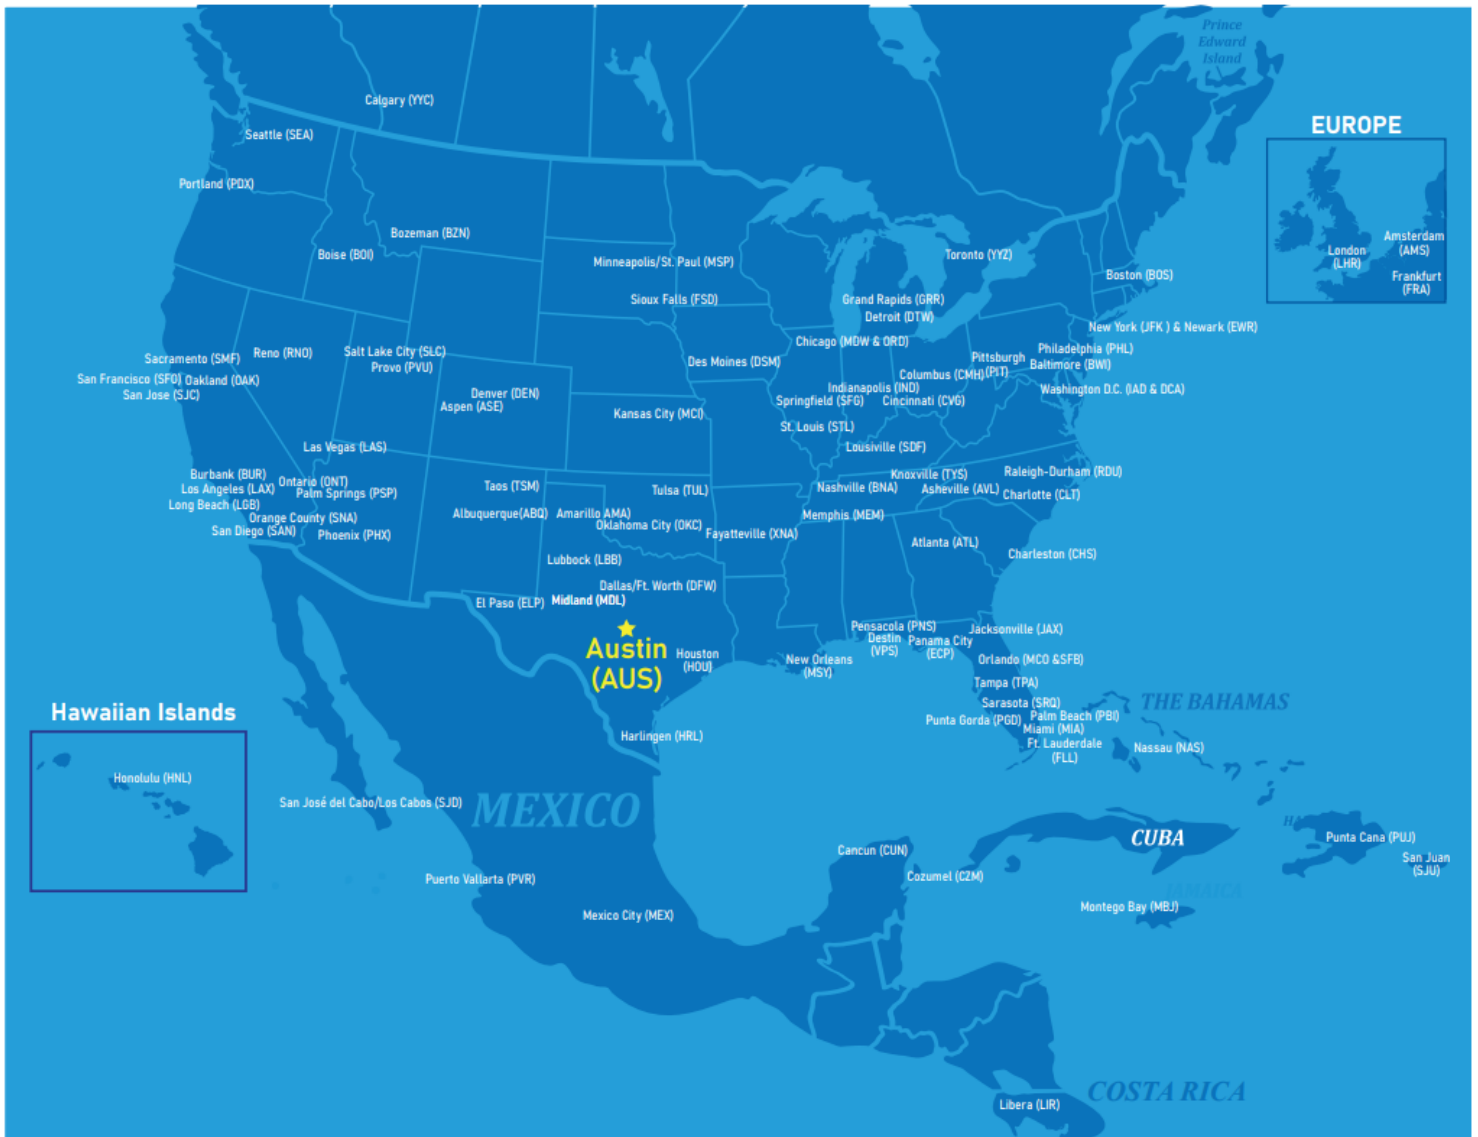 Prince
Edward
Island
Calgary (YYC)
EUROPE
Seattle (SEA)
Portland (PDX)
Bozeman (BZN)
Boise (BOI)
Minneapolis/St. Paul (MSP)
Toronto (YYZ)
London
(LHR)
Amsterdam
(AMS)
Frankfurt
(FRA)
Boston (BOS)
Sioux Falls (FSD)
Grand Rapids (GRR)
Detroit (DTW)
New York (JFK ) & Newark (EWR)
Chicago (MDW & ORD)
Philadelphia (PHL)
Sacramento (SMF)
Reno (RNO)
Salt Lake City (SLC)
Provo (PVU)
Des Moines (DSM)
Pittsburgh
(PIT)
Baltimore (BWI)
San Francisco (SFO)
Oakland (OAK)
San Jose (SJC)
Columbus (CMH)
Indianapolis (IND)
Washington D.C. (IAD & DCA)
Denver (DEN)
Aspen (ASE)
Springfield (SFG)
Cincinnati (CVG)
Kansas City (MCI)
St. Louis (STL)
Las Vegas (LAS)
Lousiville (SDF)
Burbank (BUR)
Ontario (ONT)
Los Angeles (LAX)
Palm Springs (PSP)
Long Beach (LGB)
Orange County (SNA)
San Diego (SAN)
Phoenix (PHX)
Taos (TSM)
Tulsa (TUL)
Knoxville (TYS)
Raleigh-Durham (RDU)
Nashville (BNA)
Asheville (AVL)
Charlotte (CLT)
Albuquerque(ABQ)
Amarillo AMA)
Oklahoma City (OKC)
Memphis (MEM)
Fayatteville (XNA)
Atlanta (ATL)
Charleston (CHS)
Lubbock (LBB)
Dallas/Ft. Worth (DFW)
El Paso (ELP)
Midland (MDL)
Austin
(AUS)
Houston
(HOU)
New Orleans
(MSY)
Pensacola (PNS)
Destin
(VPS)
Panama City
(ECP)
Jacksonville (JAX)
Orlando (MCO &SFB)
Tampa (TPA)
Sarasota (SRQ)
Punta Gorda (PGD)
Palm Beach (PBI)
Miami (MIA)
Ft. Lauderdale
(FLL)
THE BAHAMAS
Nassau (NAS)
Harlingen (HRL)
Hawaiian Islands
Honolulu (HNL)
San José del Cabo/Los Cabos (SJD)
MEXICO
Puerto Vallarta (PVR)
Mexico City (MEX)
Cancun (CUN)
Cozumel (CZM)
CUBA
Punta Cana (PUJ)
San Juan
(SJU)
JAMAICA
Montego Bay (MBJ)
COSTA RICA
Libera (LIR)